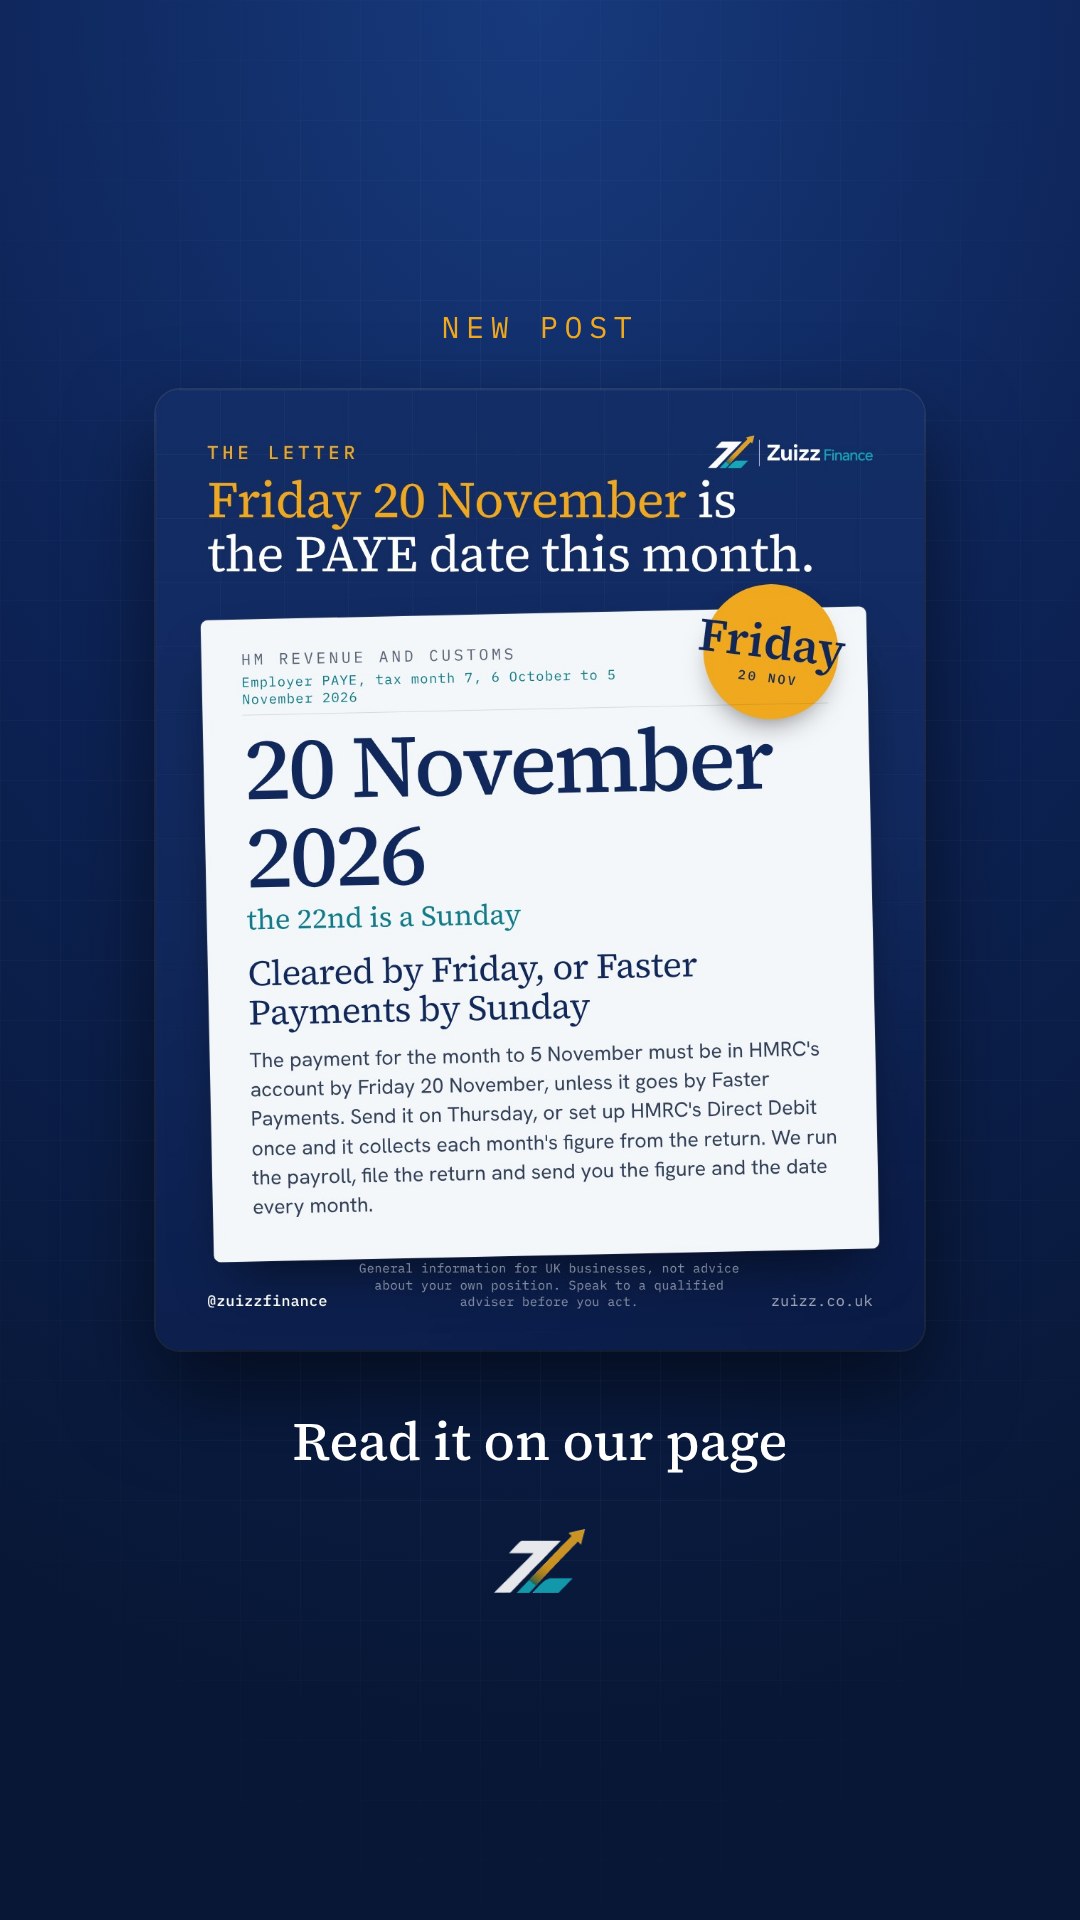 NEW POST
THE LETTER
Zuizz Finance
Friday 20 November is
the PAYE date this month.
Friday
20 NOV
HM REVENUE AND CUSTOMS
Employer PAYE, tax month 7, 6 October to 5
November 2026
20 November
2026
the 22nd is a Sunday
Cleared by Friday, or Faster
Payments by Sunday
The payment for the month to 5 November must be in HMRC's
account by Friday 20 November, unless it goes by Faster
Payments. Send it on Thursday, or set up HMRC's Direct Debit
once and it collects each month's figure from the return. We run
the payroll, file the return and send you the figure and the date
every month.
General information for UK businesses, not advice
about your own position. Speak to a qualified
adviser before you act.
@zuizzfinance
zuizz.co.uk
Read it on our page